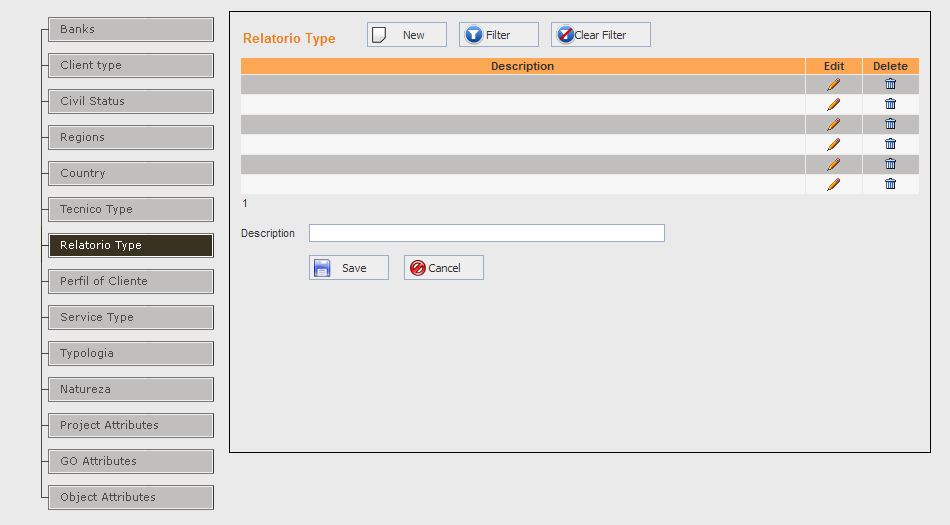 Banks
Client type
Civil Status
Regions
Country
Tecnico Type
Relatorio Type
Perfil of Cliente
Service Type
Typologia
Natureza
Project Attributes
GO Attributes
Object Attributes
Relatorio Type New Filter Clear Filter
Description Edit Delete
1
Description
Save Cancel